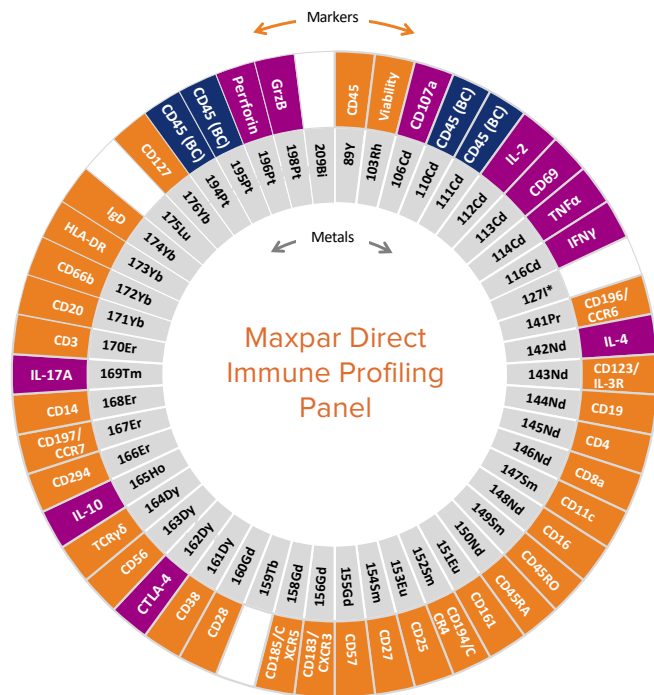 Markers
CD45
Viability
CD107a
CD45 (BC)
CD45 (BC)
IL-2
CD69
TNFα
IFNγ
CD196/
CCR6
IL-4
CD123/
IL-3R
CD19
CD4
CD8a
CD11c
CD16
CD45RO
CD45RA
CD161
CD194/C
CR4
CD25
CD27
CD57
CD183/
CXCR3
CD185/C
XCR5
CD28
CD38
CTLA-4
CD56
TCRγδ
IL-10
CD294
CD197/
CCR7
CD14
IL-17A
CD3
CD20
CD66b
HLA-DR
IgD
CD127
CD45 (BC)
CD45 (BC)
Perrforin
GrzB
89Y
103Rh
106Cd
110Cd
111Cd
112Cd
113Cd
114Cd
116Cd
127I*
141Pr
142Nd
143Nd
144Nd
145Nd
146Nd
147Sm
148Nd
149Sm
150Nd
151Eu
152Sm
153Eu
154Sm
155Gd
156Gd
158Gd
159Tb
160Gd
161Dy
162Dy
163Dy
164Dy
165Ho
166Er
167Er
168Er
169Tm
170Er
171Yb
172Yb
173Yb
174Yb
175Lu
176Yb
194Pt
195Pt
196Pt
198Pt
209Bi
Metals
Maxpar Direct
Immune Profiling
Panel